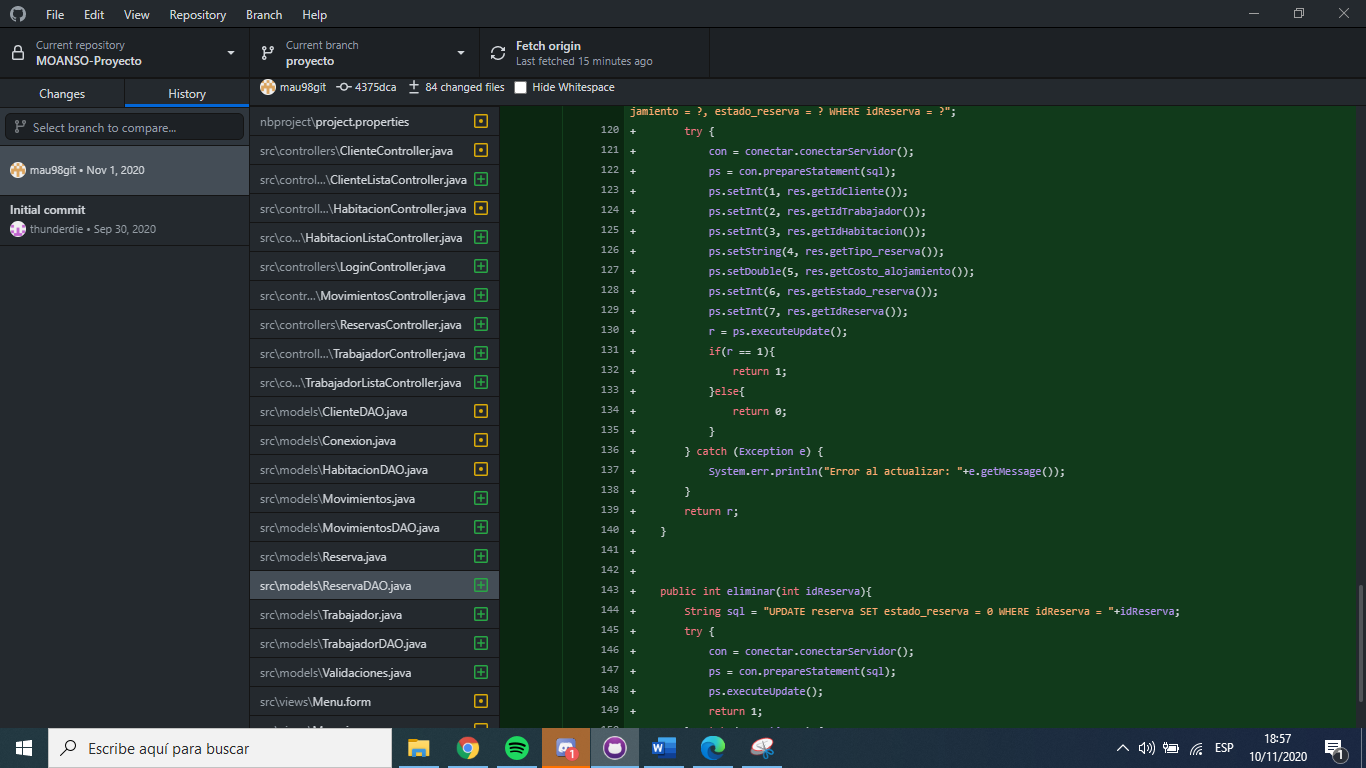 File Edit View Repository Branch Help
Current repository
MOANSO-Proyecto
Current branch
proyecto
Fetch origin
Last fetched 15 minutes ago
Changes
History
Select branch to compare...
mau98git • Nov 1, 2020
Initial commit
thunderdie • Sep 30, 2020
mau98git 4375dca 84 changed files Hide Whitespace
nbproject\project.properties
src\controllers\ClienteController.java
src\control...\ClienteListaController.java
src\controll...\HabitacionController.java
src\co...\HabitacionListaController.java
src\controllers\LoginController.java
src\contr...\MovimientosController.java
src\controllers\ReservasController.java
src\controll...\TrabajadorController.java
src\co...\TrabajadorListaController.java
src\models\ClienteDAO.java
src\models\Conexion.java
src\models\HabitacionDAO.java
src\models\Movimientos.java
src\models\MovimientosDAO.java
src\models\Reserva.java
src\models\ReservaDAO.java
src\models\Trabajador.java
src\models\TrabajadorDAO.java
src\models\Validaciones.java
src\views\Menu.form
jamiento = ?, estado_reserva = ? WHERE idReserva = ?";
120 + try {
121 + con = conectar.conectarServidor();
122 + ps = con.prepareStatement(sql);
123 + ps.setInt(1, res.getIdCliente());
124 + ps.setInt(2, res.getIdTrabajador());
125 + ps.setInt(3, res.getIdHabitacion());
126 + ps.setString(4, res.getTipo_reserva());
127 + ps.setDouble(5, res.getCosto_alojamiento());
128 + ps.setInt(6, res.getEstado_reserva());
129 + ps.setInt(7, res.getIdReserva());
130 + r = ps.executeUpdate();
131 + if(r == 1){
132 + return 1;
133 + }else{
134 + return 0;
135 + }
136 + } catch (Exception e) {
137 + System.err.println("Error al actualizar: "+e.getMessage());
138 + }
139 + return r;
140 + }
141 +
142 +
143 + public int eliminar(int idReserva){
144 + String sql = "UPDATE reserva SET estado_reserva = 0 WHERE idReserva = "+idReserva;
145 + try {
146 + con = conectar.conectarServidor();
147 + ps = con.prepareStatement(sql);
148 + ps.executeUpdate();
149 + return 1;
Escribe aquí para buscar
1
ESP
18:57
10/11/2020
1